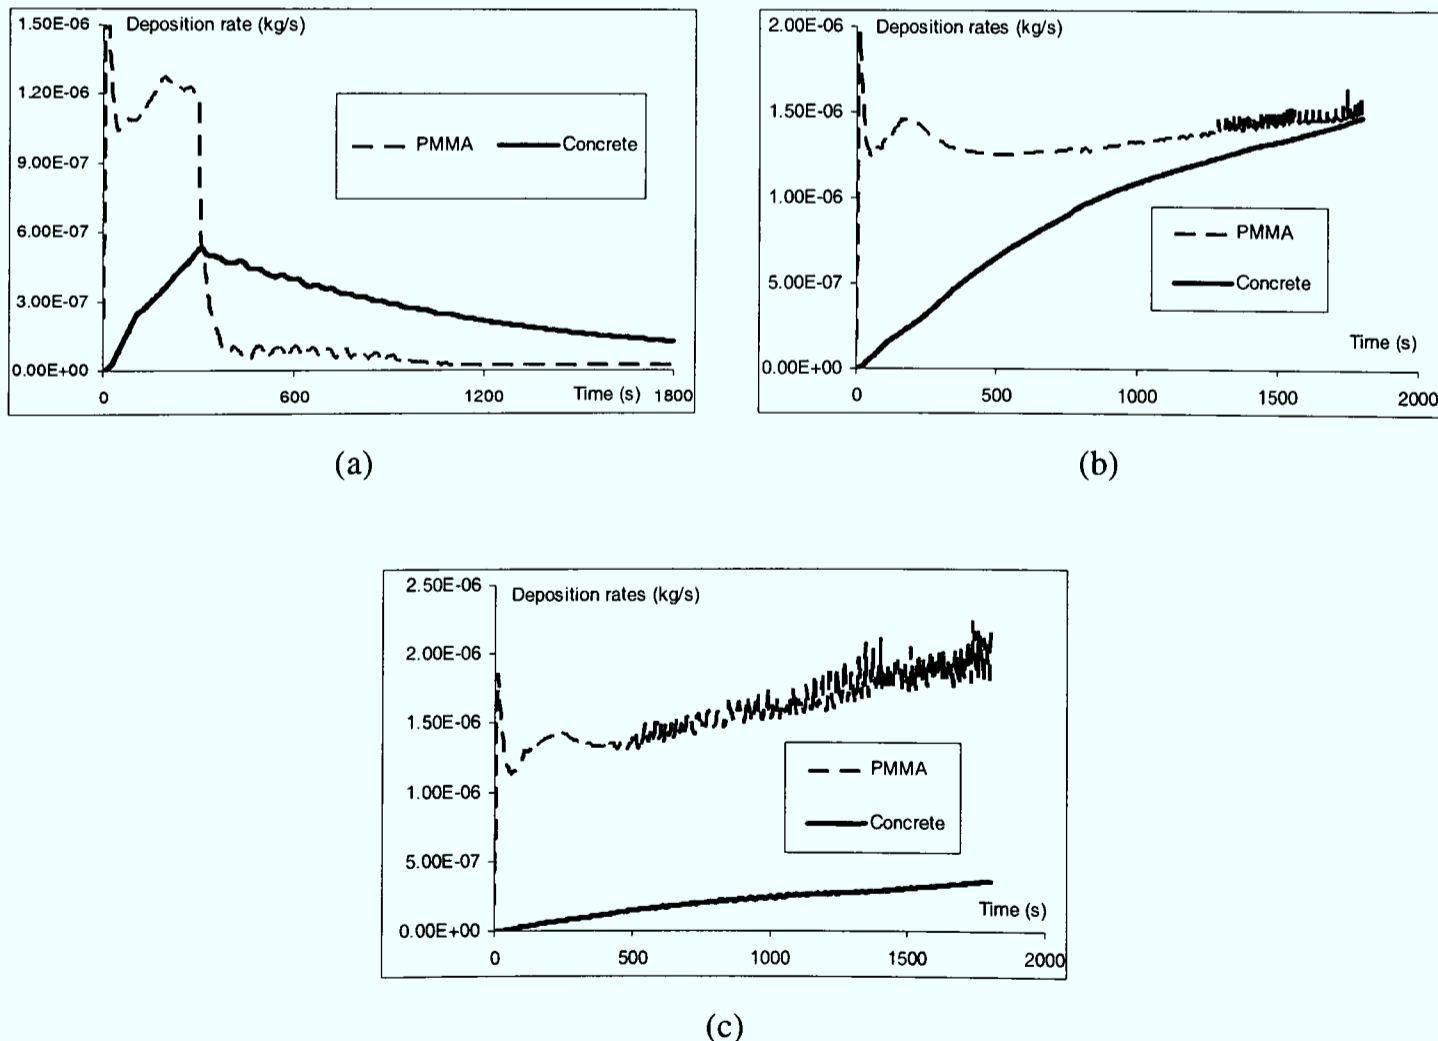 1.50E-06
Deposition rate (kg/s)
1.20E-06
9.00E-07
6.00E-07
3.00E-07
0.00E+00
PMMA
Concrete
0
600
1200
Time (s)
1800
(a)
2.00E-06
Deposition rates (kg/s)
1.50E-06
1.00E-06
5.00E-07
0.00E+00
PMMA
Concrete
Time (s)
0
500
1000
1500
2000
(b)
2.50E-06
Deposition rates (kg/s)
2.00E-06
1.50E-06
1.00E-06
5.00E-07
0.00E+00
PMMA
Concrete
Time (s)
0
500
1000
1500
2000
(c)